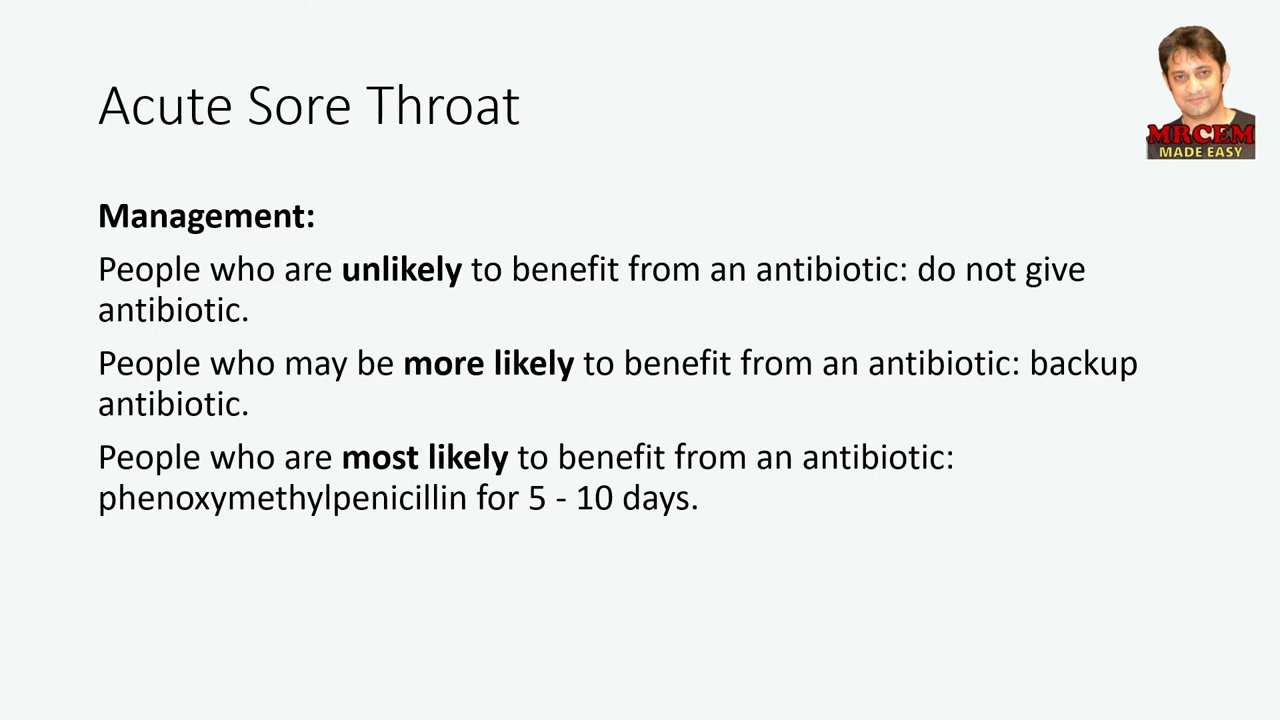 Acute Sore Throat
MRCEM
MADE EASY
Management:
People who are unlikely to benefit from an antibiotic: do not give
antibiotic.
People who may be more likely to benefit from an antibiotic: backup
antibiotic.
People who are most likely to benefit from an antibiotic:
phenoxymethylpenicillin for 5 - 10 days.